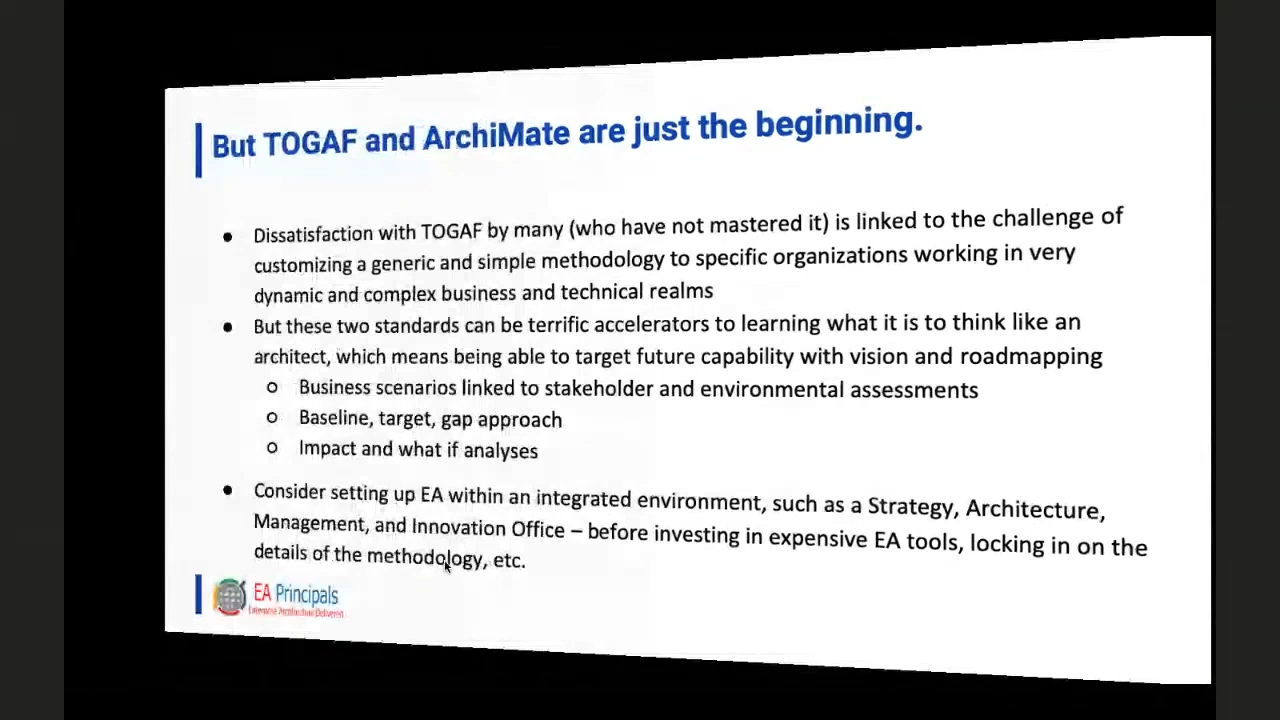 But TOGAF and ArchiMate are just the beginning.
● Dissatisfaction with TOGAF by many (who have not mastered it) is linked to the challenge of
customizing a generic and simple methodology to specific organizations working in very
dynamic and complex business and technical realms
● But these two standards can be terrific accelerators to learning what it is to think like an
architect, which means being able to target future capability with vision and roadmapping
○ Business scenarios linked to stakeholder and environmental assessments
○ Baseline, target, gap approach
○ Impact and what if analyses
● Consider setting up EA within an integrated environment, such as a Strategy, Architecture,
Management, and Innovation Office – before investing in expensive EA tools, locking in on the
details of the methodology, etc.
EA Principals
Enterprise Architecture Delivered